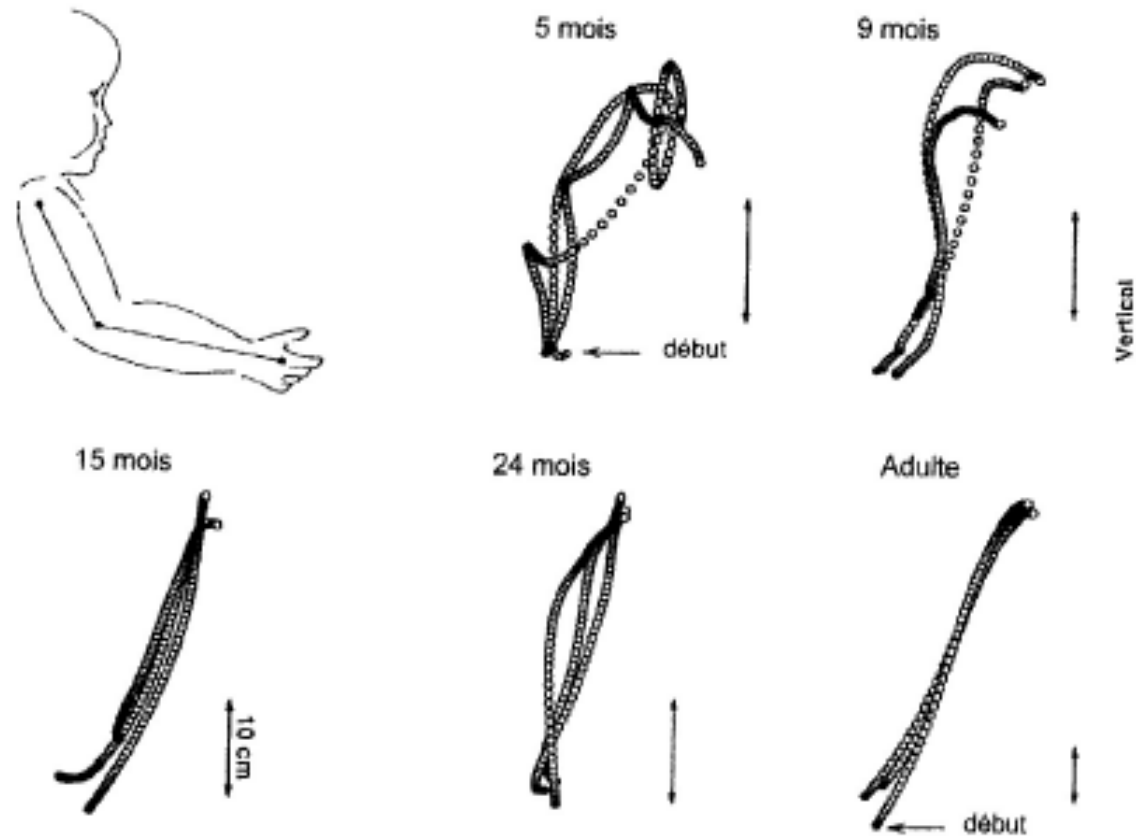 5 mois
9 mois
début
Vertical
15 mois
24 mois
Adulte
10 cm
début